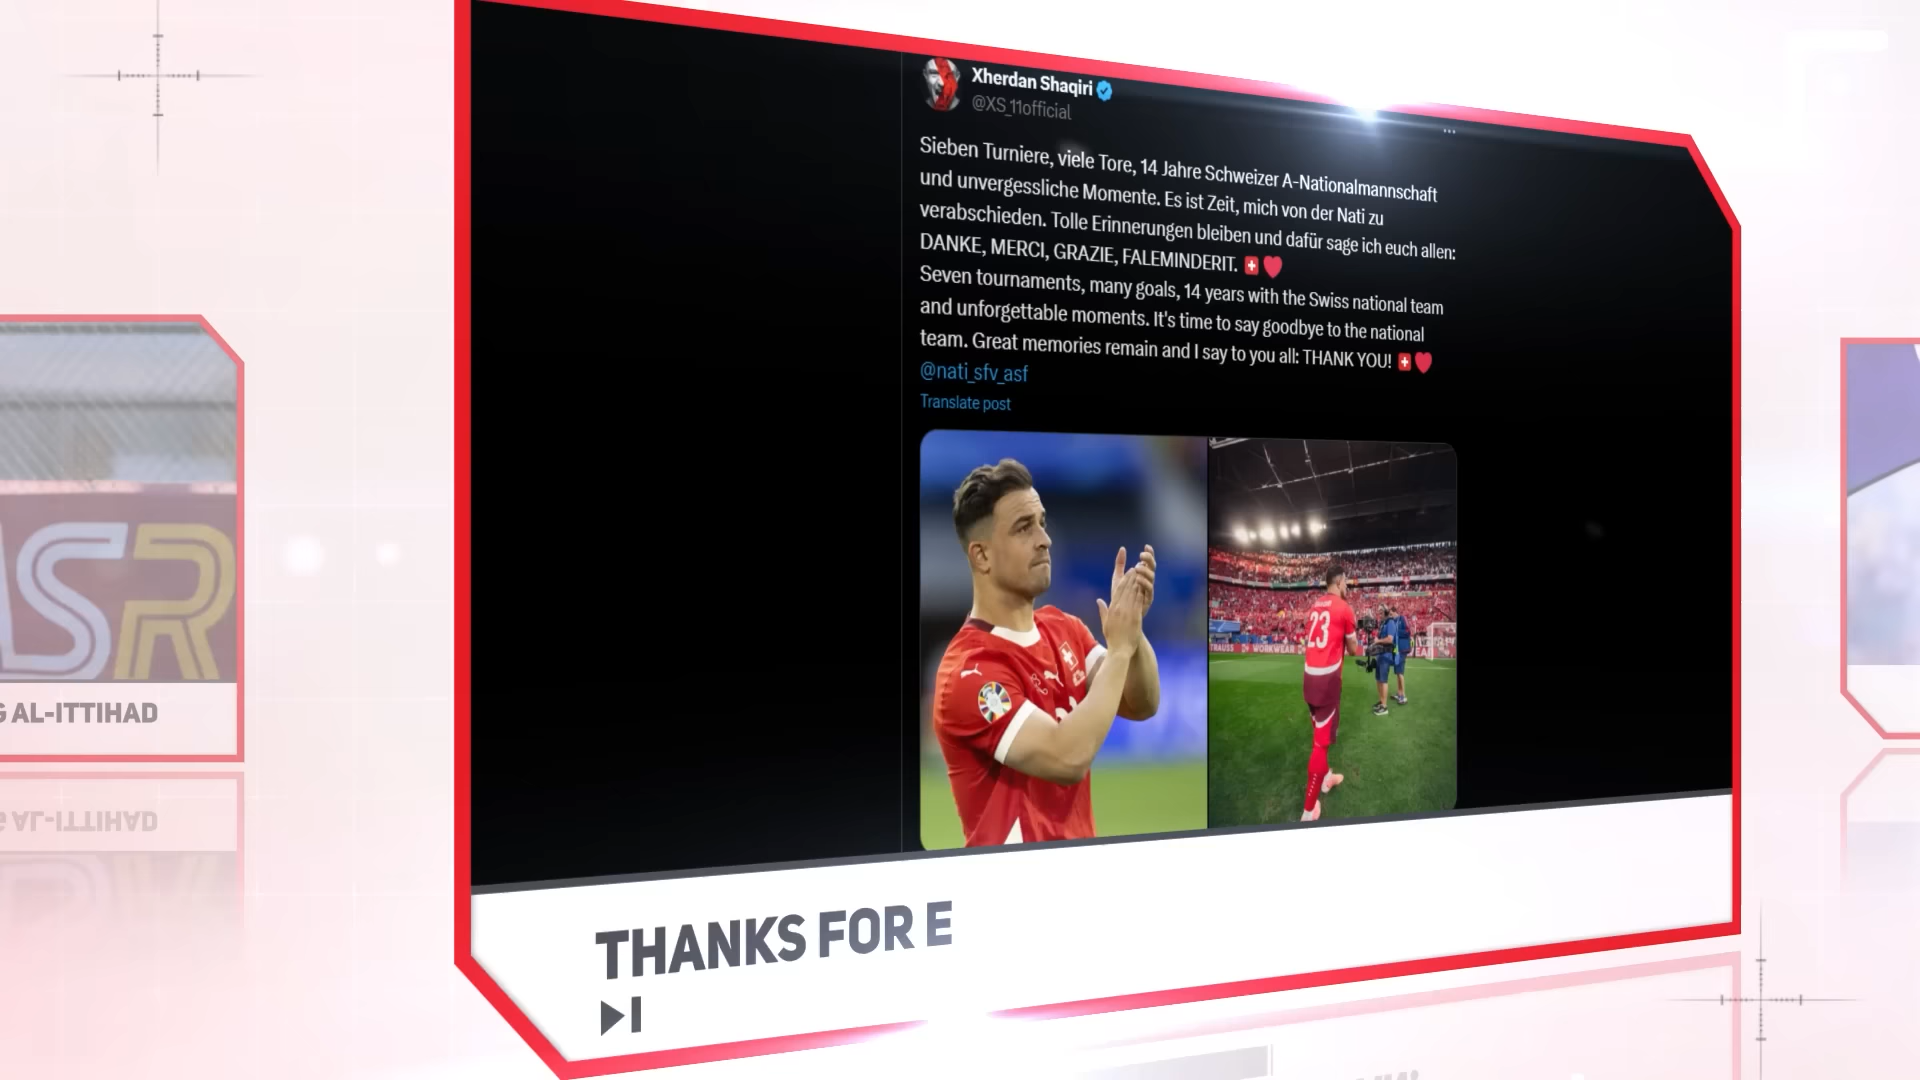 Xherdan Shaqiri
@XS_11official
Sieben Turniere, viele Tore, 14 Jahre Schweizer A-Nationalmannschaft
und unvergessliche Momente. Es ist Zeit, mich von der Nati zu
verabschieden. Tolle Erinnerungen bleiben und dafür sage ich euch allen:
DANKE, MERCI, GRAZIE, FALEMINDERIT. 🇨🇭❤️
Seven tournaments, many goals, 14 years with the Swiss national team
and unforgettable moments. It's time to say goodbye to the national
team. Great memories remain and I say to you all: THANK YOU! 🇨🇭❤️
@nati_sfv_asf
Translate post
23
WORKWEAR
SR
AL-ITTIHAD
THANKS FOR E